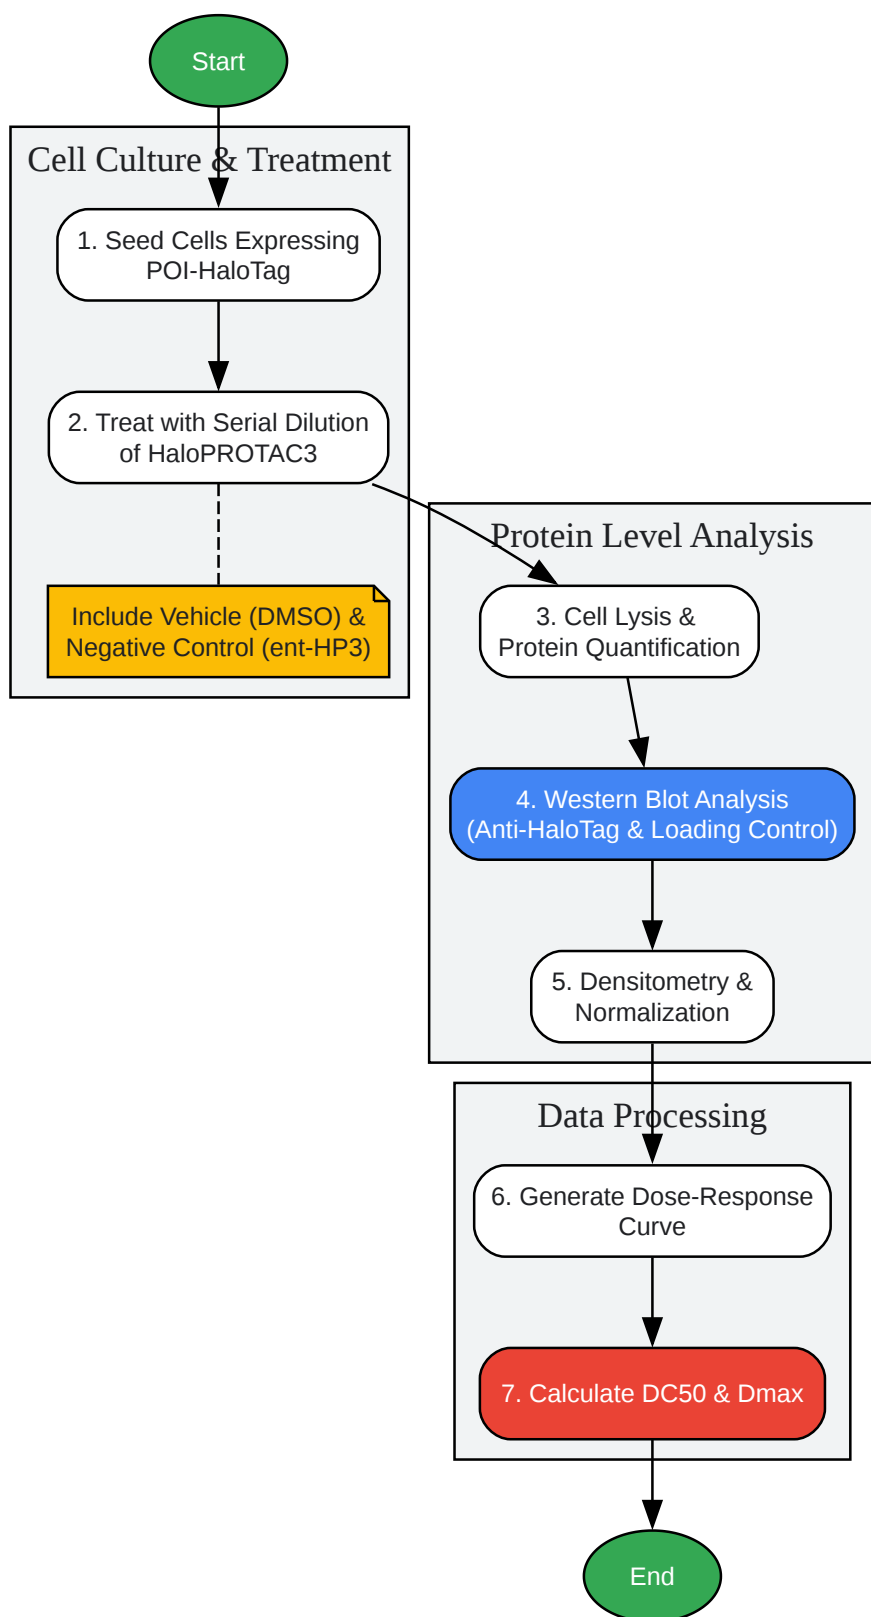 Start
Cell Culture & Treatment
1. Seed Cells Expressing
POI-HaloTag
2. Treat with Serial Dilution
of HaloPROTAC3
Include Vehicle (DMSO) &
Negative Control (ent-HP3)
Protein Level Analysis
3. Cell Lysis &
Protein Quantification
4. Western Blot Analysis
(Anti-HaloTag & Loading Control)
5. Densitometry &
Normalization
Data Processing
6. Generate Dose-Response
Curve
7. Calculate DC50 & Dmax
End